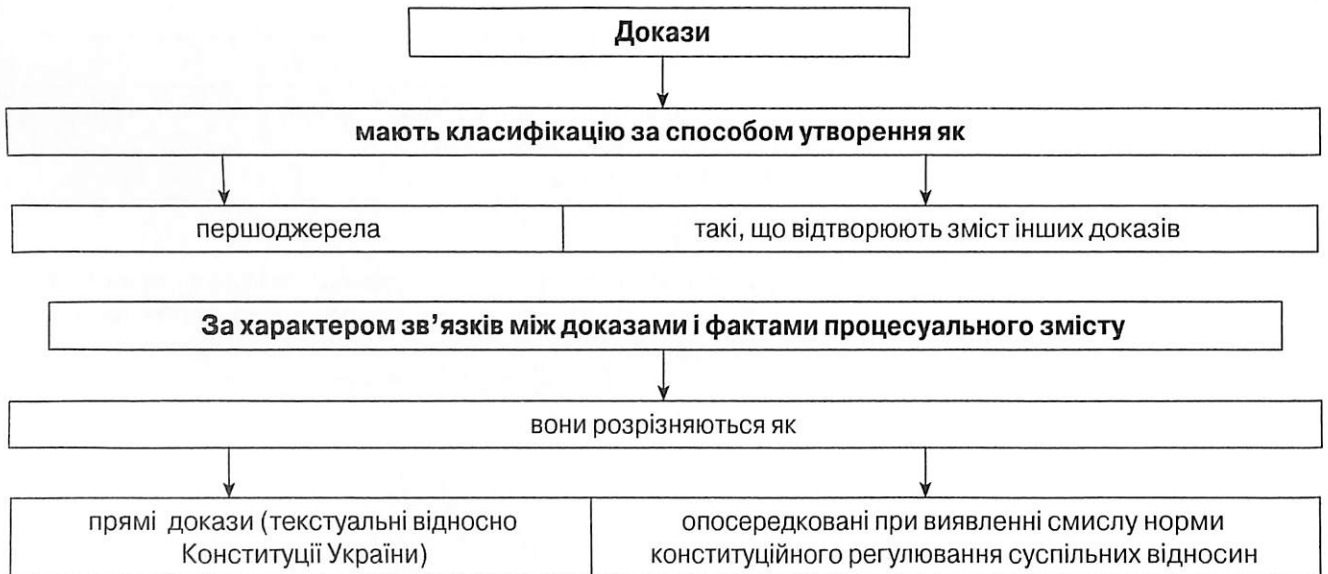 Докази
мають класифікацію за способом утворення як
першоджерела
такі, що відтворюють зміст інших доказів
За характером зв’язків між доказами і фактами процесуального змісту
вони розрізняються як
прямі докази (текстуальні відносно
Конституції України)
опосередковані при виявленні смислу норми
конституційного регулювання суспільних відносин